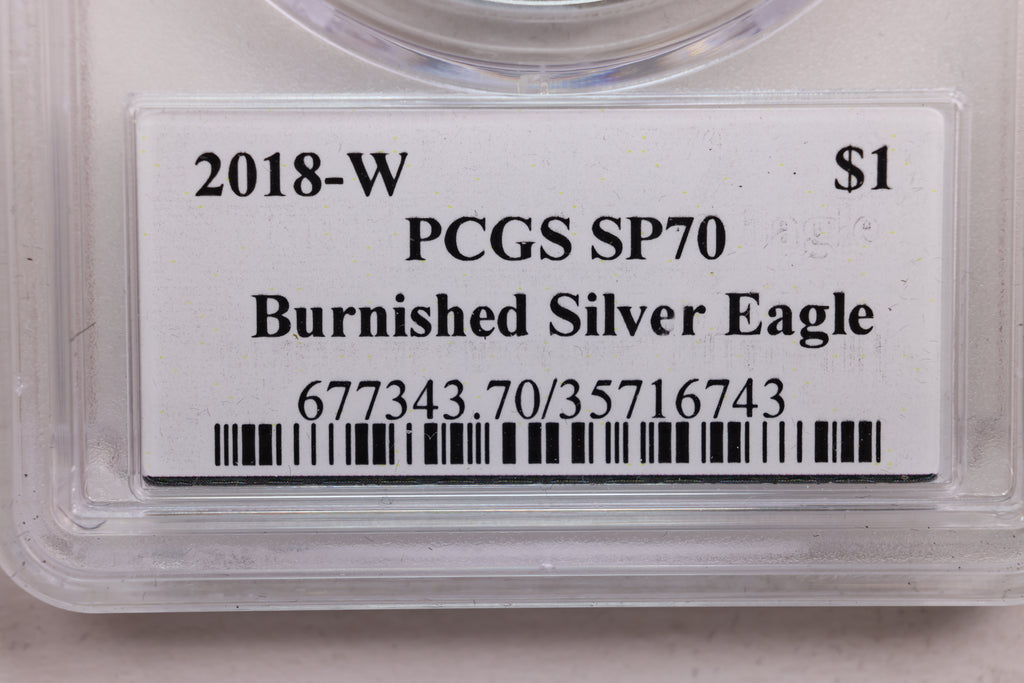 2018-W $1
PCGS SP70
Burnished Silver Eagle
677343.70/35716743